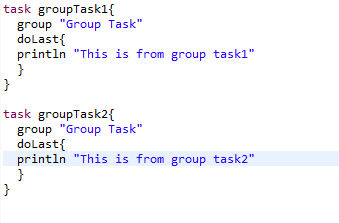 task groupTask1{
  group "Group Task"
  doLast{
  println "This is from group task1"
  }
}

task groupTask2{
  group "Group Task"
  doLast{
  println "This is from group task2"
  }
}